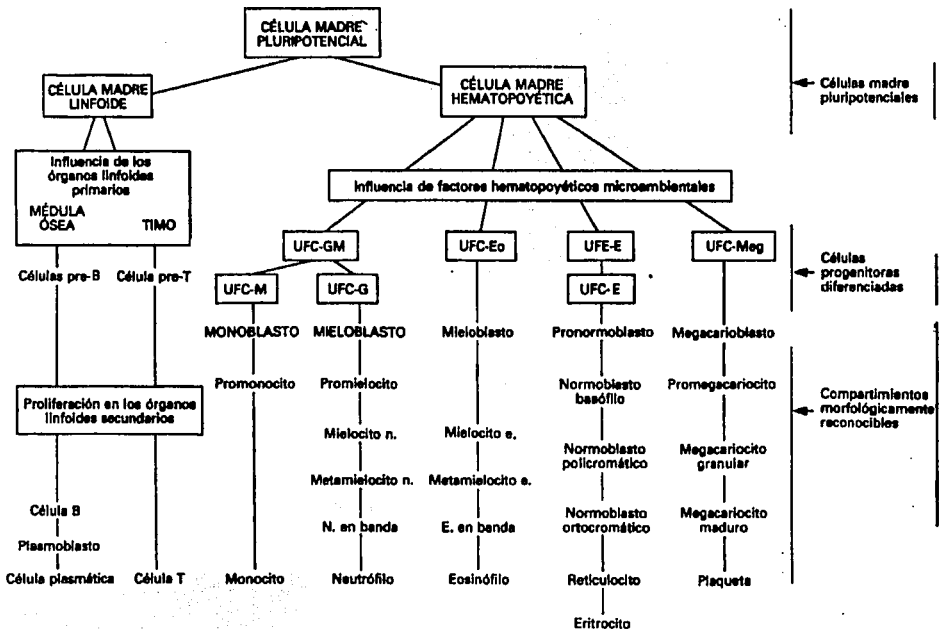 CÉLULA MADRE
PLURIPOTENCIAL
CÉLULA MADRE
LINFOIDE
CÉLULA MADRE
HEMATOPOYÉTICA
Células madre
pluripotenciales
Influencia de los
órganos linfoides
primarios
MÉDULA
ÓSEA
TIMO
Influencia de factores hematopoyéticos microambientales
UFC-GM
UFC-Eo
UFE-E
UFC-Meg
Células
progenitoras
diferenciadas
Células pre-B
Célula pre-T
UFC-M
UFC-G
UFC-E
MONOBLASTO
MIELOBLASTO
Mieloblasto
Pronormoblasto
Megacarioblasto
Promonocito
Promielocito
Normoblasto
basófilo
Promegacariocito
Compartimientos
morfológicamente
reconocibles
Proliferación en los órganos
linfoides secundarios
Mielocito n.
Mielocito e.
Normoblasto
policromático
Megacariocito
granular
Metamielocito n.
Metamielocito e.
Célula B
N. en banda
E. en banda
Normoblasto
ortocromático
Megacariocito
maduro
Plasmoblasto
Célula plasmática
Célula T
Monocito
Neutrófilo
Eosinófilo
Reticulocito
Plaqueta
Eritrocito